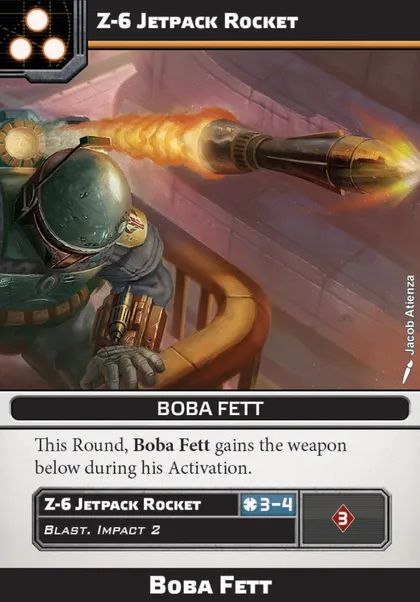 Z-6 Jetpack Rocket
Jacob Atienza
BOBA FETT
This Round, Boba Fett gains the weapon
below during his Activation.
Z-6 Jetpack Rocket 3-4
Blast, Impact 2
3
Boba Fett